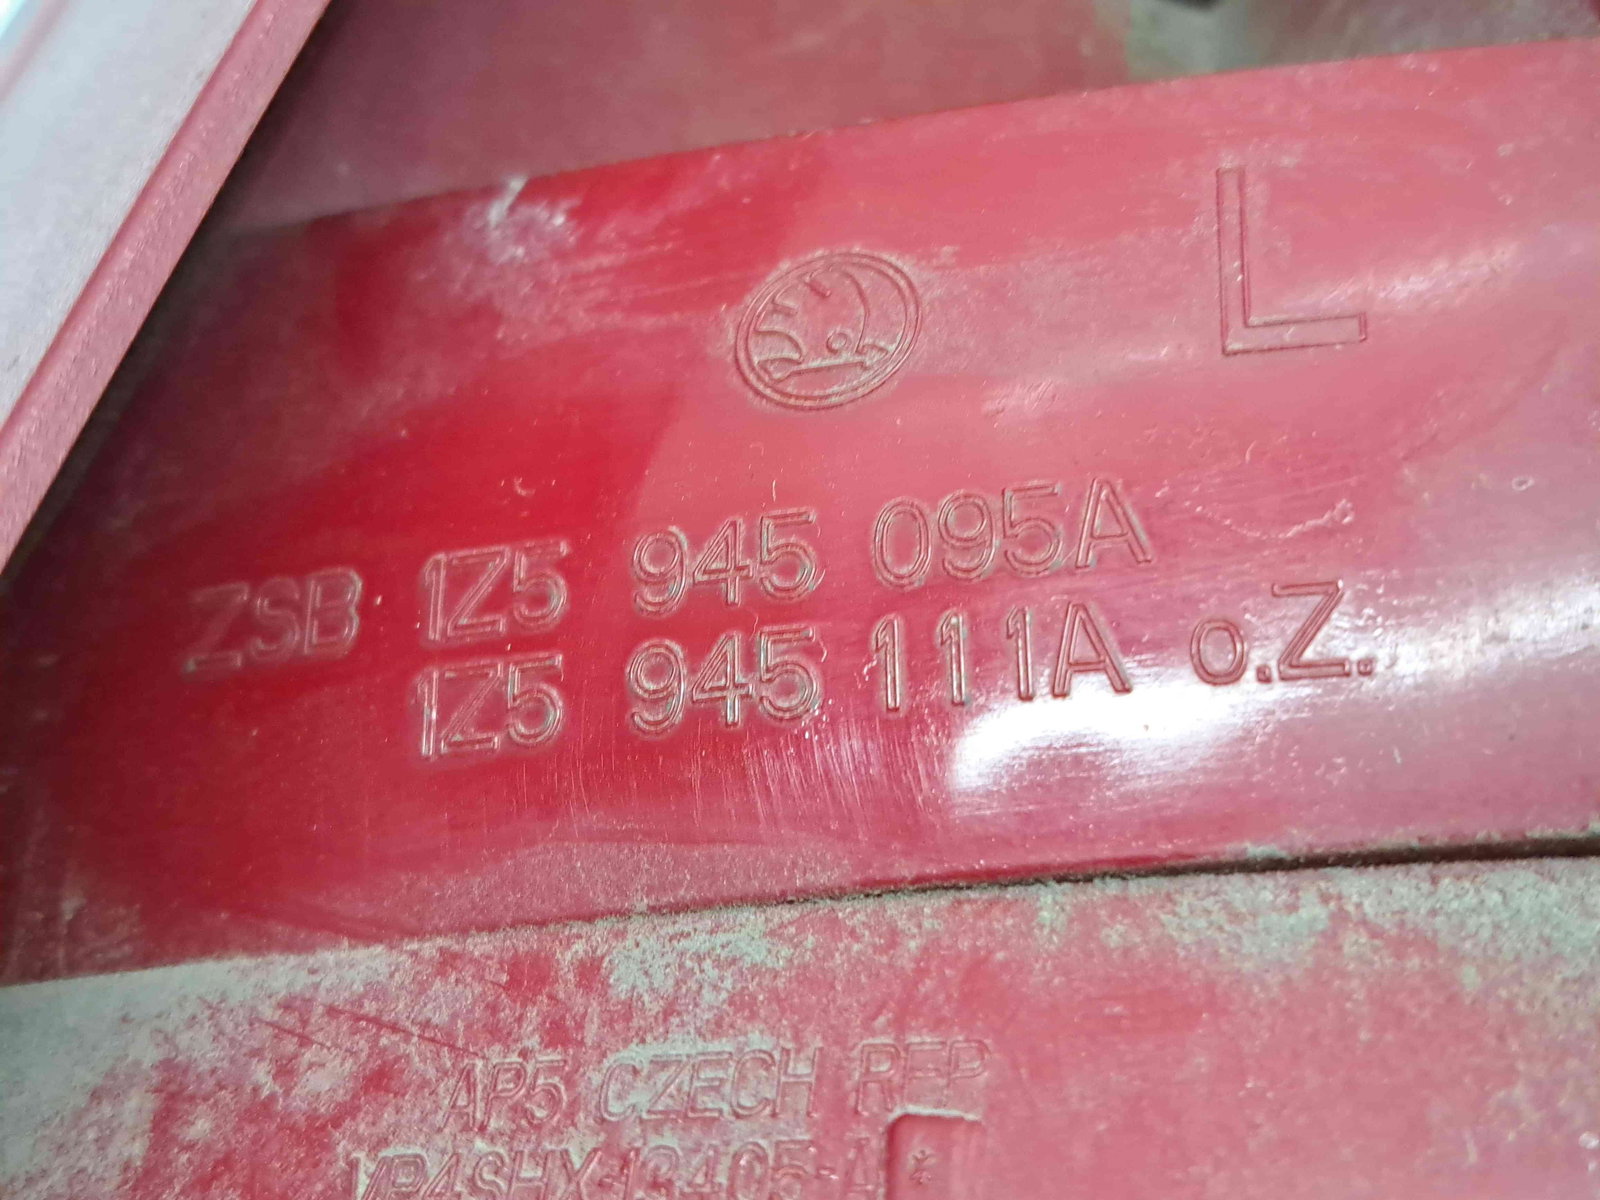 L
ZSB 1Z5 945 095A
1Z5 945 111A o.Z.
AP5 CZECH REP